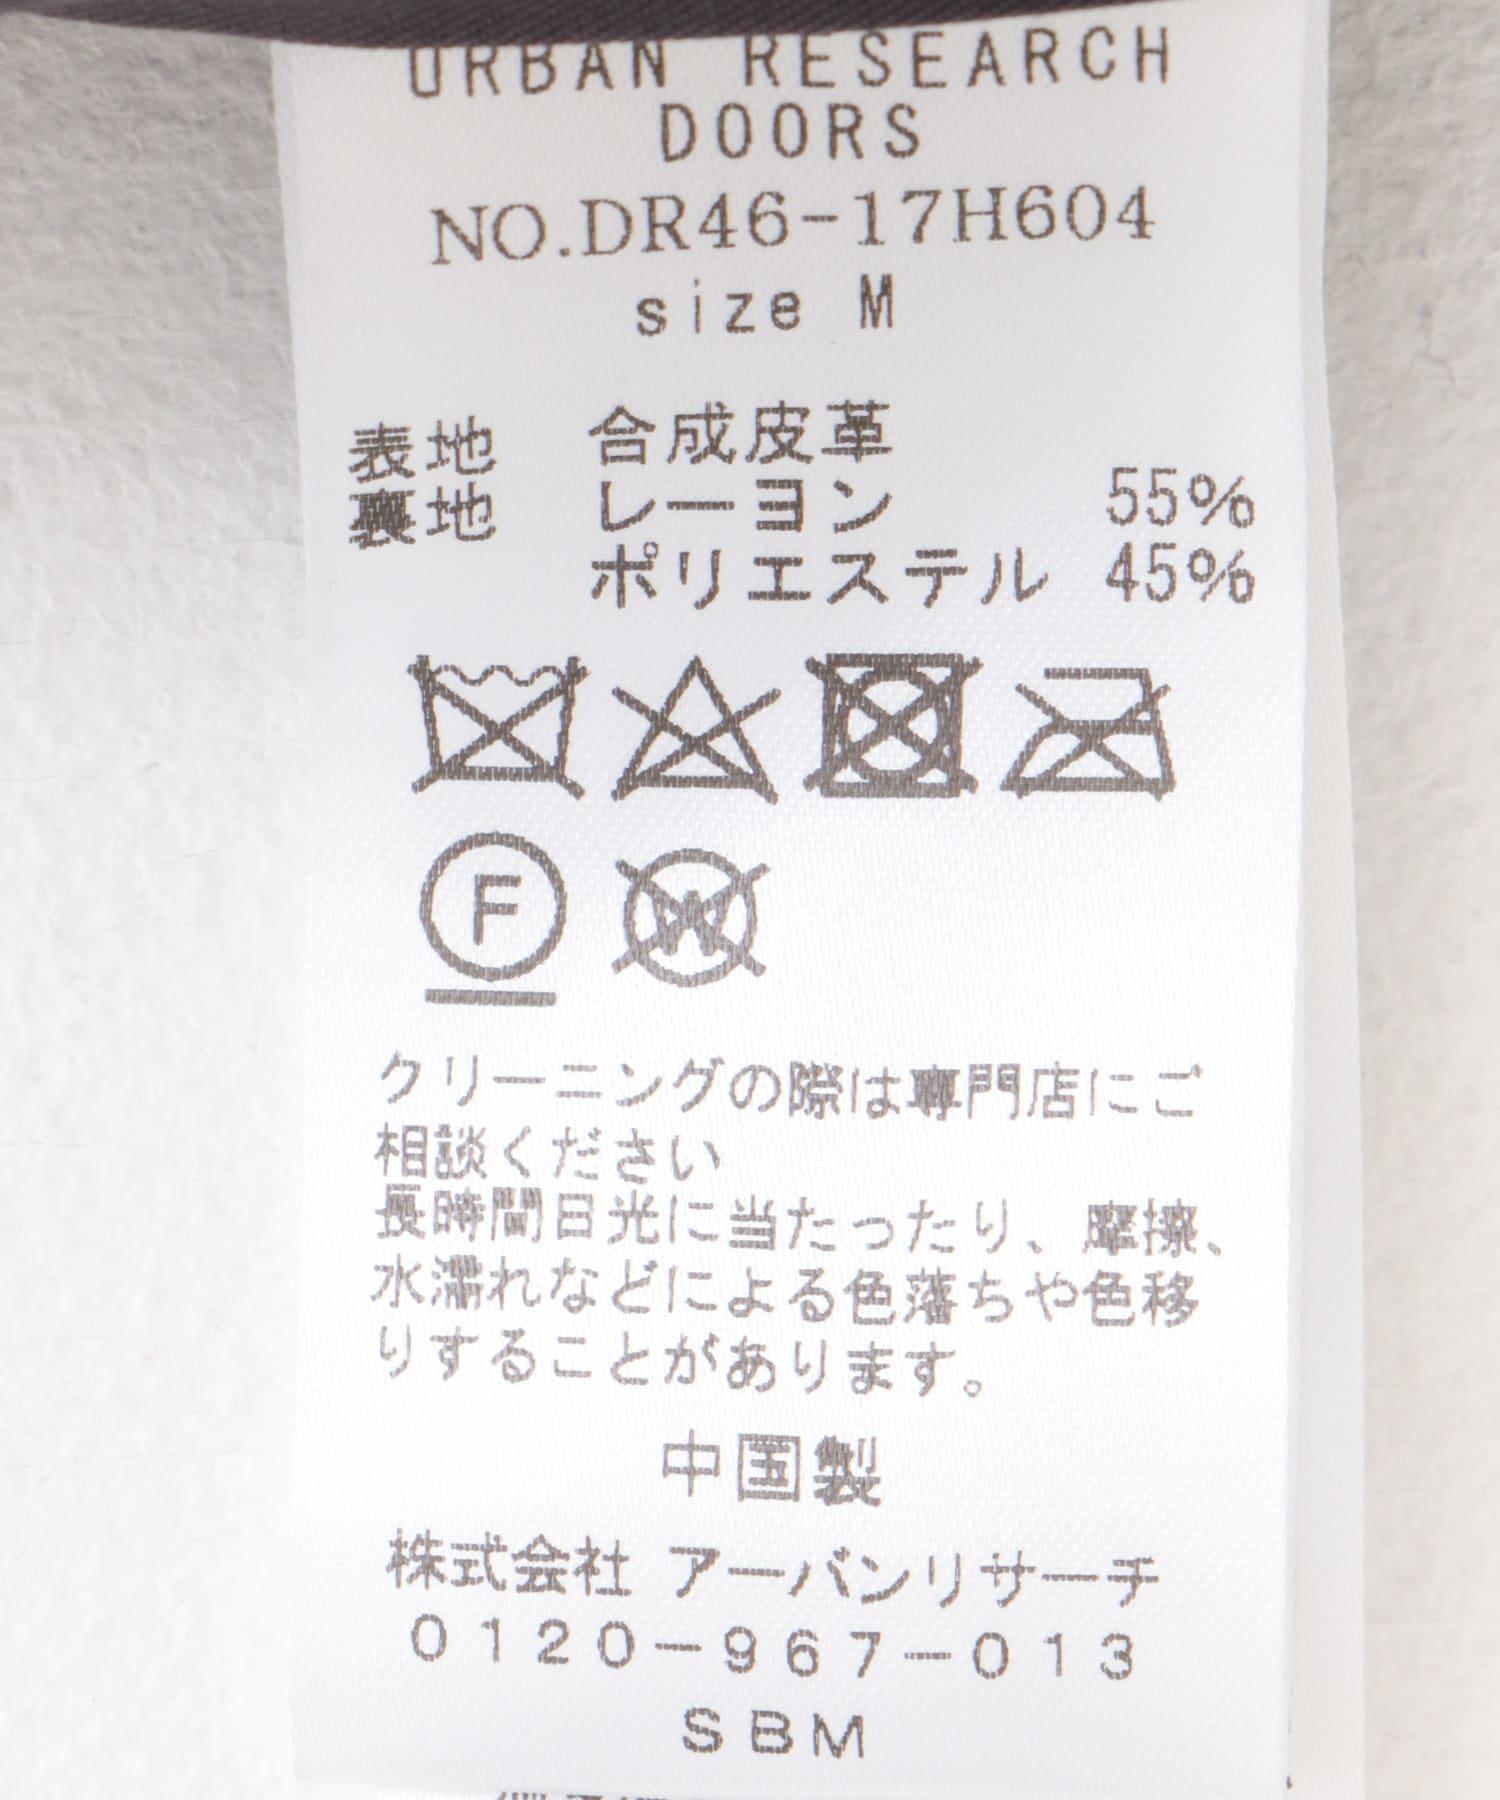 URBAN RESEARCH
DOORS
NO.DR46-17H604
size M
表地 合成皮革
裏地 レーヨン 55%
ポリエステル 45%
F W
クリーニングの際は専門店にご
相談ください
長時間日光に当たったり、摩擦、
水濡れなどによる色落ちや色移
りすることがあります。
中国製
株式会社 アーバンリサーチ
0120-967-013
SBM